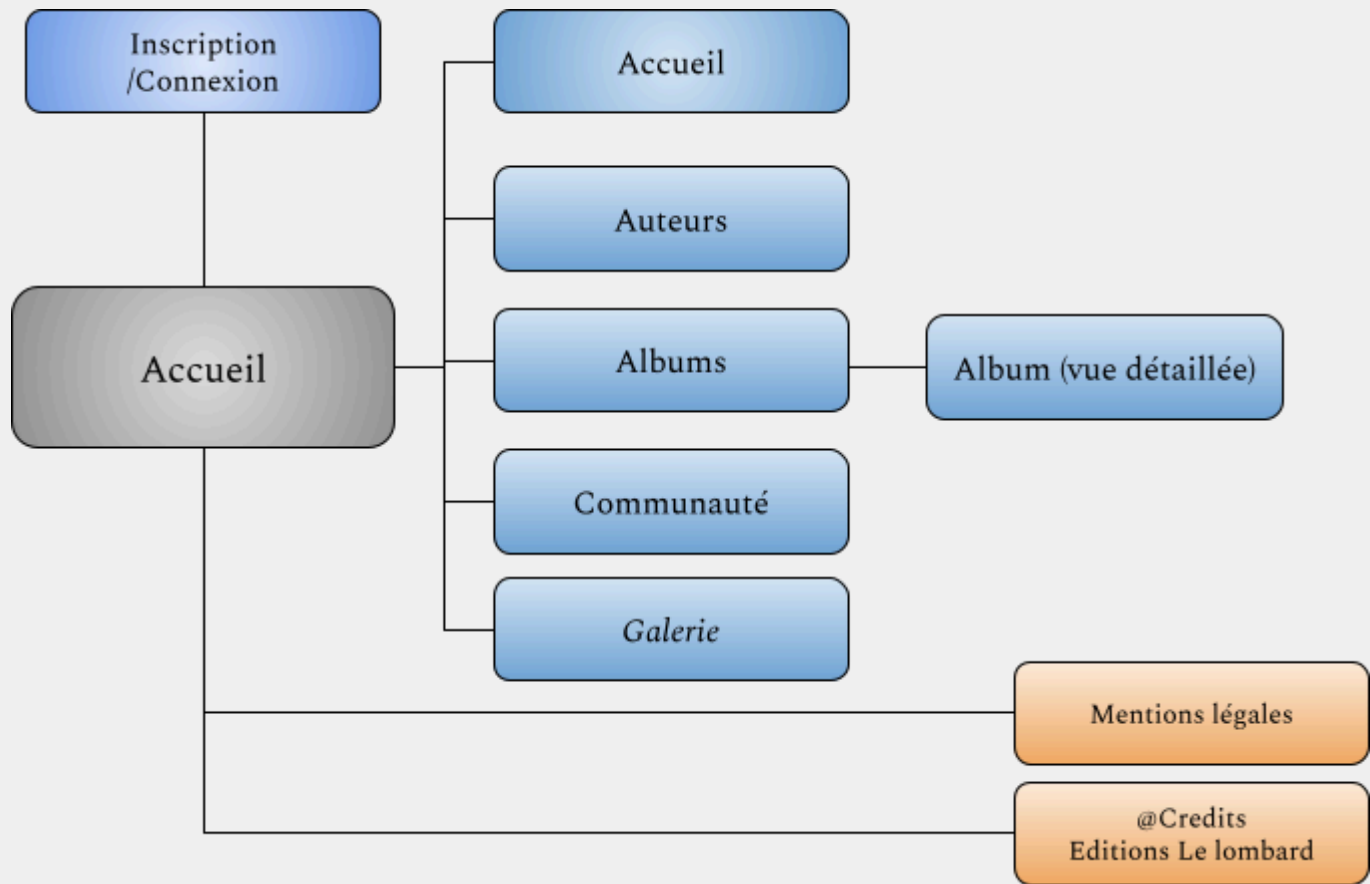 Inscription
/Connexion
Accueil
Auteurs
Accueil
Albums
Album (vue détaillée)
Communauté
Galerie
Mentions légales
@Credits
Editions Le lombard